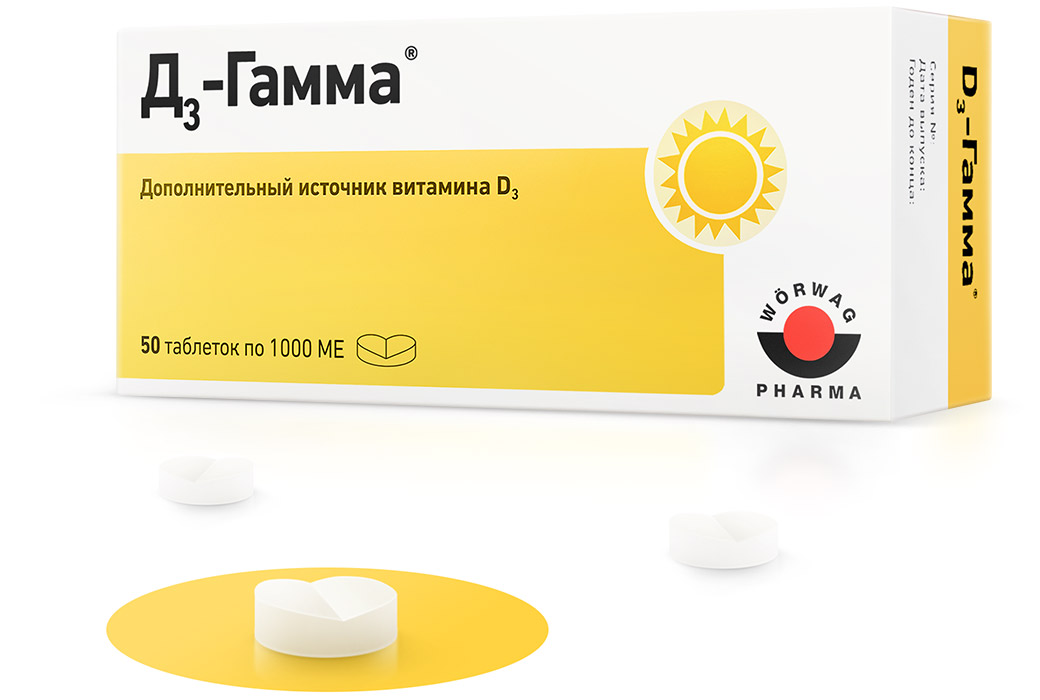 Д₃-Гамма®
Дополнительный источник витамина D₃
50 таблеток по 1000 МЕ
WÖRWAG
PHARMA
Серия №:
Дата выпуска:
Годен до конца:
D₃-Гамма®